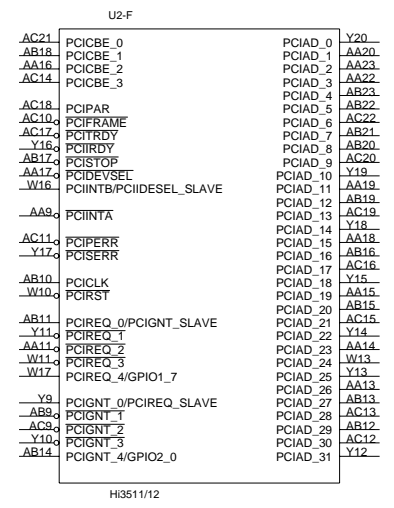 U2-F
AC21 PCICBE_0
AB18 PCICBE_1
AA16 PCICBE_2
AC14 PCICBE_3
AC18 PCIPAR
AC10 PCIFRAME
AC17 PCITRDY
Y16 PCIIRDY
AB17 PCISTOP
AA17 PCIDEVSEL
W16 PCIINTB/PCIIDESEL_SLAVE
AA9 PCIINTA
AC11 PCIPERR
Y17 PCISERR
AB10 PCICLK
W10 PCIRST
AB11 PCIREQ_0/PCIGNT_SLAVE
Y11 PCIREQ_1
AA11 PCIREQ_2
W11 PCIREQ_3
W17 PCIREQ_4/GPIO1_7
Y9 PCIGNT_0/PCIREQ_SLAVE
AB9 PCIGNT_1
AC9 PCIGNT_2
Y10 PCIGNT_3
AB14 PCIGNT_4/GPIO2_0
PCIAD_0 Y20
PCIAD_1 AA20
PCIAD_2 AA23
PCIAD_3 AA22
PCIAD_4 AB23
PCIAD_5 AB22
PCIAD_6 AC22
PCIAD_7 AB21
PCIAD_8 AB20
PCIAD_9 AC20
PCIAD_10 Y19
PCIAD_11 AA19
PCIAD_12 AB19
PCIAD_13 AC19
PCIAD_14 Y18
PCIAD_15 AA18
PCIAD_16 AB16
PCIAD_17 AC16
PCIAD_18 Y15
PCIAD_19 AA15
PCIAD_20 AB15
PCIAD_21 AC15
PCIAD_22 Y14
PCIAD_23 AA14
PCIAD_24 W13
PCIAD_25 Y13
PCIAD_26 AA13
PCIAD_27 AB13
PCIAD_28 AC13
PCIAD_29 AB12
PCIAD_30 AC12
PCIAD_31 Y12
Hi3511/12